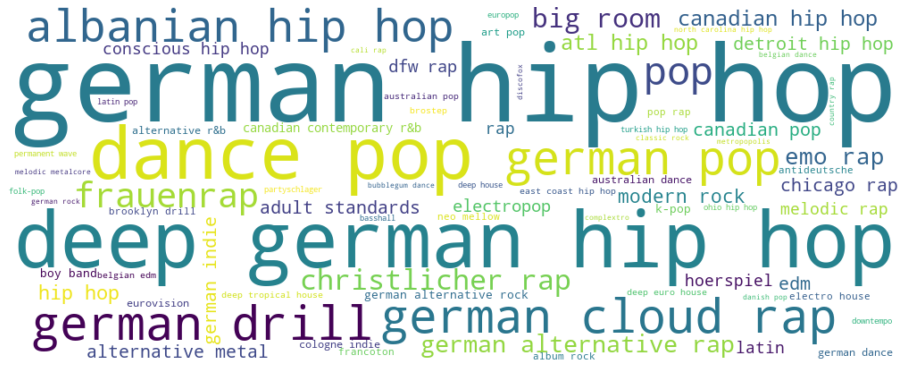 europop
big room
canadian hip hop
albanian hip hop
art pop
north carolina hip hop
conscious hip hop
cali rap
atl hip hop
detroit hip hop
german hip hop
belgian dance
dfw rap
pop
discofox
latin pop
australian pop
country rap
brostep
pop rap
alternative r&b
canadian contemporary r&b
rap
turkish hip hop
canadian pop
classic rock
metropopolis
dance pop
german pop
permanent wave
emo rap
melodic metalcore
antideutsche
australian dance
chicago rap
folk-pop
frauenrap
partyschlager
bubblegum dance
deep house
east coast hip hop
modern rock
german rock
brooklyn drill
adult standards
electropop
k-pop
melodic rap
basshall
neo mellow
complextro
ohio hip hop
deep german hip hop
german indie
boy band
belgian edm
christlicher rap
hoerspiel
edm
hip hop
eurovision
deep tropical house
german alternative rock
deep euro house
danish pop
electro house
german drill
german cloud rap
downtempo
cologne indie
alternative metal
francoton
german alternative rap
latin
album rock
german dance